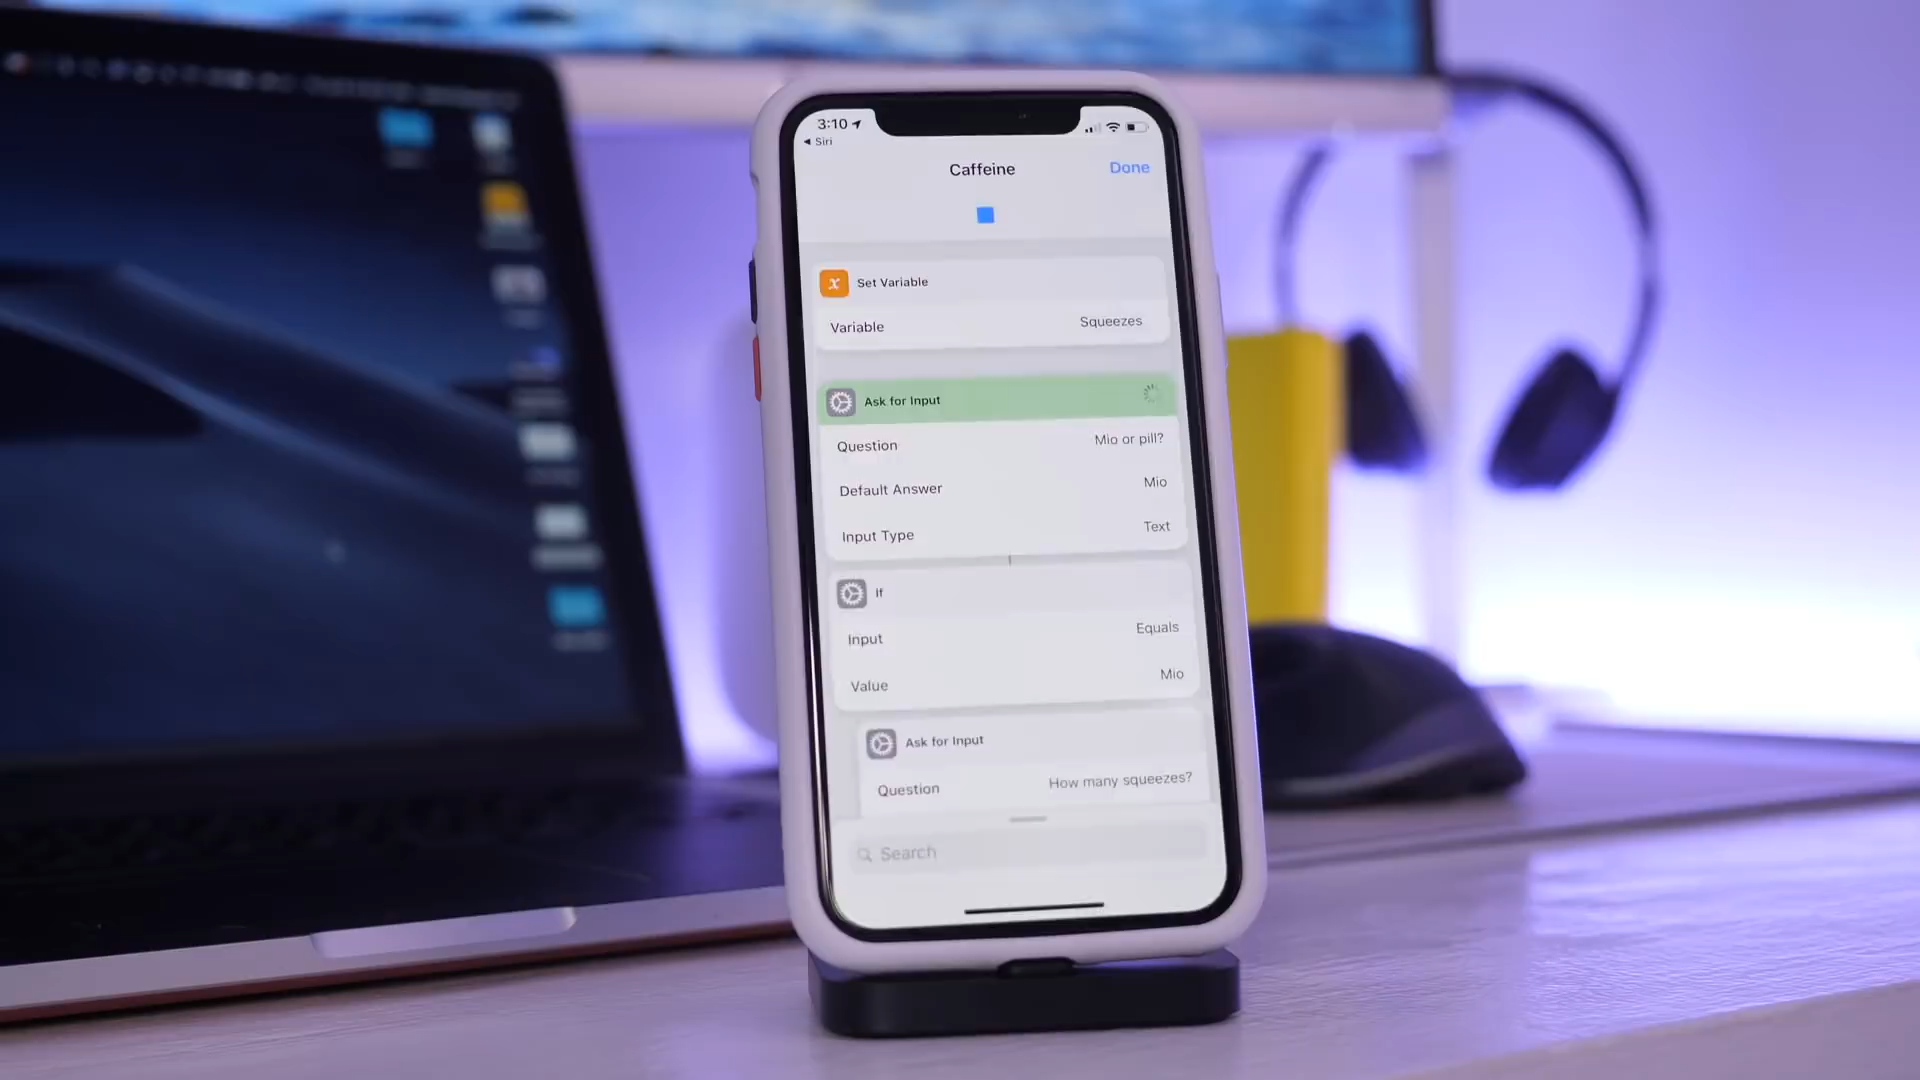 3:10
Siri
Caffeine
Done
Set Variable
Variable Squeezes
Ask for Input
Question Mio or pill?
Default Answer Mio
Input Type Text
If
Input Equals
Value Mio
Ask for Input
Question How many squeezes?
Search